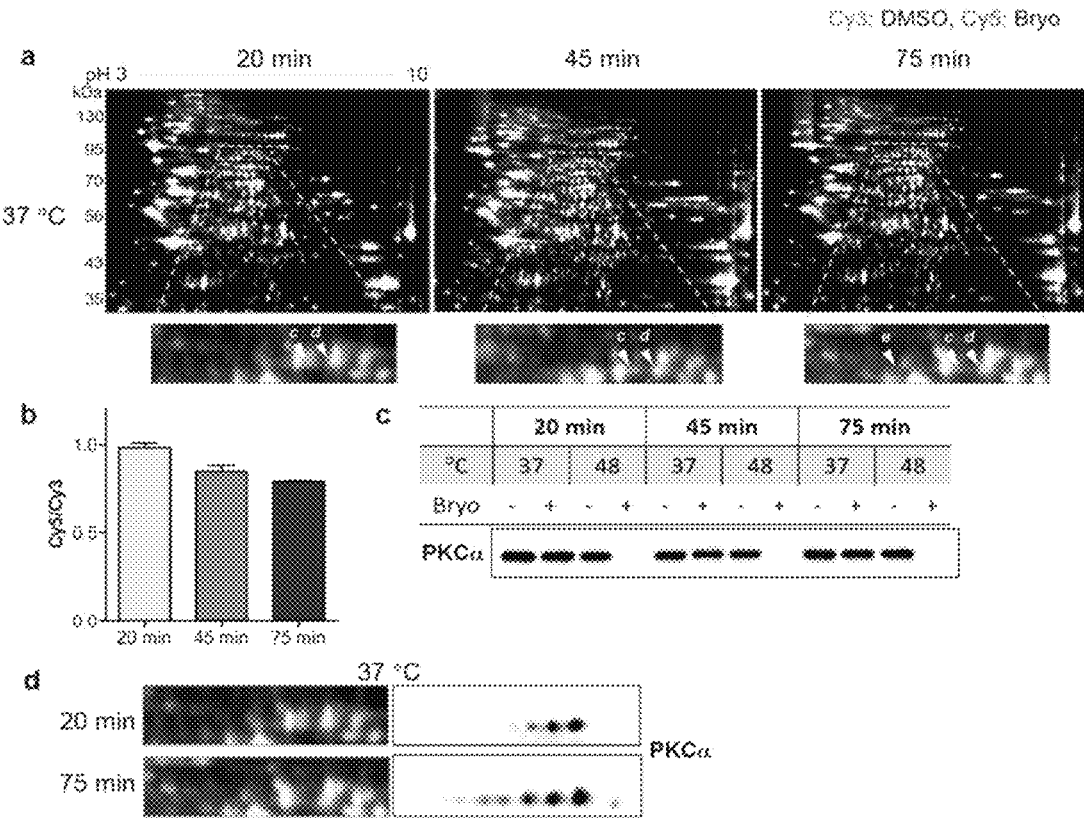 Cy3: DMSO, Cy5: Bryo
a
20 min
45 min
75 min
pH 3
10
kDa
130
95
70
56
43
35
37 °C
c d
c d
e c d
b
1.0
0.5
0.0
Cy5/Cy3
20 min
45 min
75 min
c
20 min 45 min 75 min
°C 37 48 37 48 37 48
Bryo - + - + - + - + - + - +
PKCα
d
37 °C
20 min
75 min
PKCα